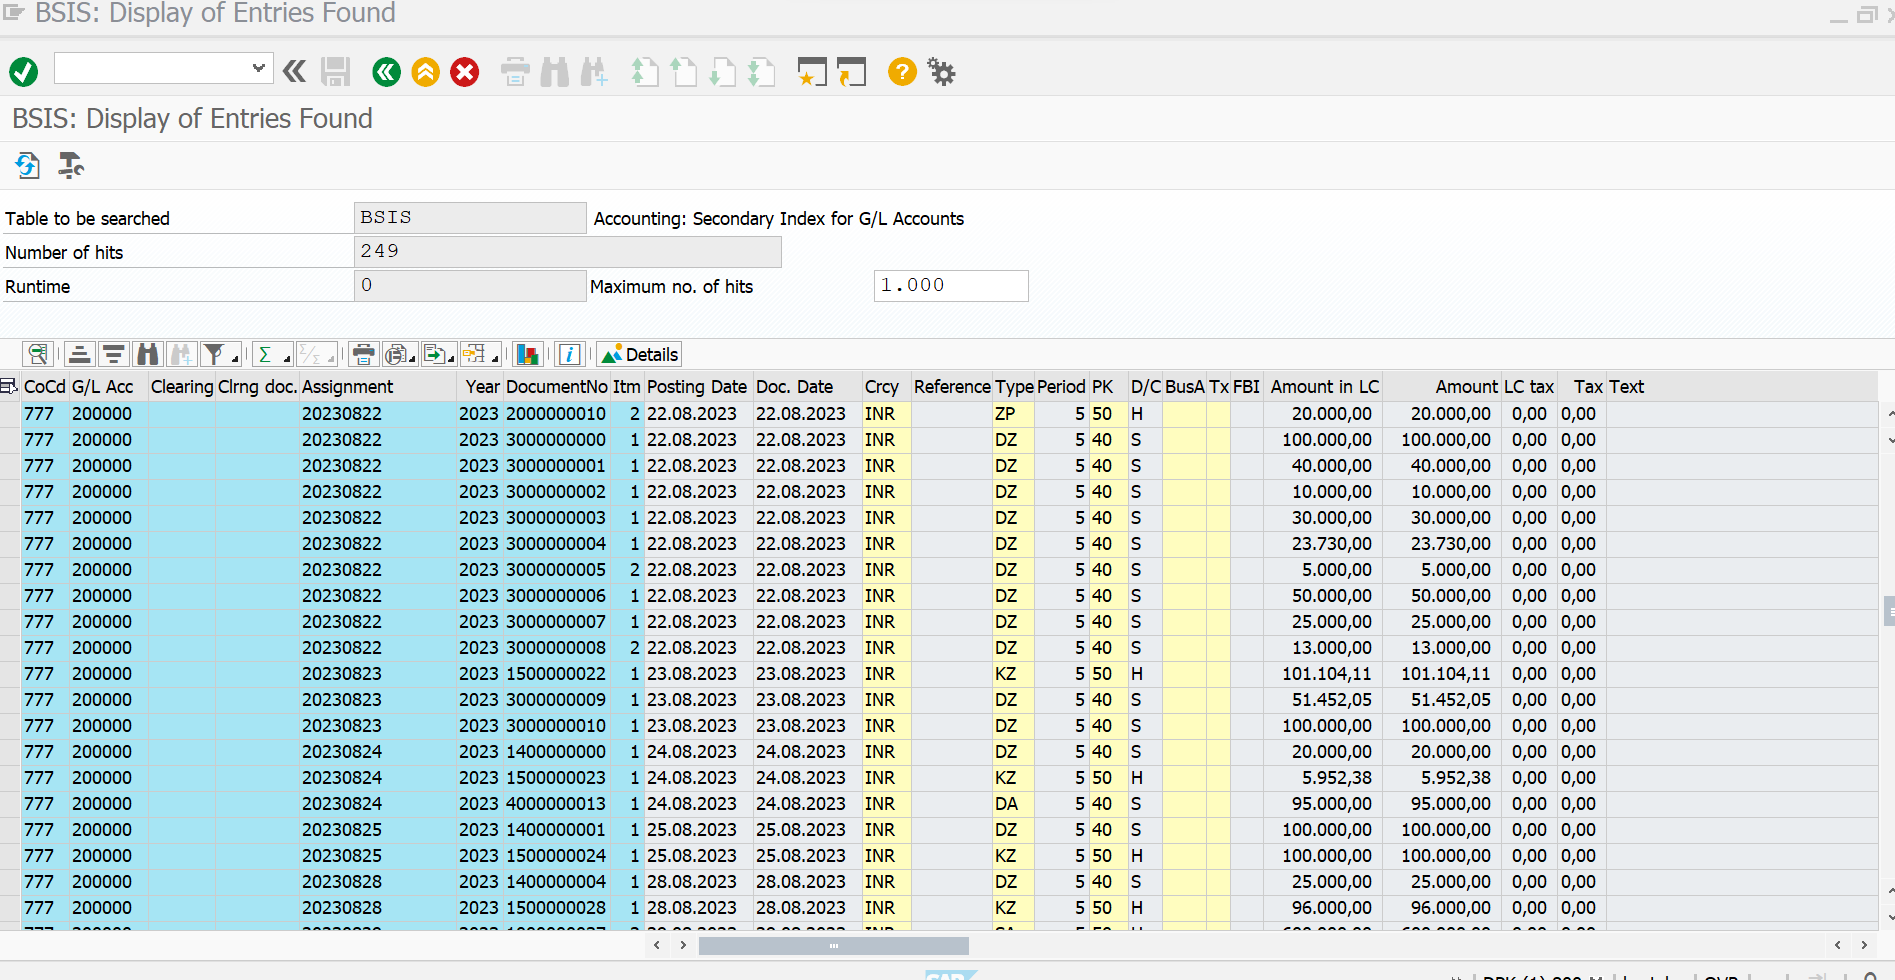 BSIS: Display of Entries Found
BSIS: Display of Entries Found
Table to be searched BSIS Accounting: Secondary Index for G/L Accounts
Number of hits 249
Runtime 0 Maximum no. of hits 1.000
Details
CoCd G/L Acc Clearing Clrng doc. Assignment Year DocumentNo Itm Posting Date Doc. Date Crcy Reference Type Period PK D/C BusA Tx FBI Amount in LC Amount LC tax Tax Text
777 200000 20230822 2023 2000000010 2 22.08.2023 22.08.2023 INR ZP 5 50 H 20.000,00 20.000,00 0,00 0,00
777 200000 20230822 2023 3000000000 1 22.08.2023 22.08.2023 INR DZ 5 40 S 100.000,00 100.000,00 0,00 0,00
777 200000 20230822 2023 3000000001 1 22.08.2023 22.08.2023 INR DZ 5 40 S 40.000,00 40.000,00 0,00 0,00
777 200000 20230822 2023 3000000002 1 22.08.2023 22.08.2023 INR DZ 5 40 S 10.000,00 10.000,00 0,00 0,00
777 200000 20230822 2023 3000000003 1 22.08.2023 22.08.2023 INR DZ 5 40 S 30.000,00 30.000,00 0,00 0,00
777 200000 20230822 2023 3000000004 1 22.08.2023 22.08.2023 INR DZ 5 40 S 23.730,00 23.730,00 0,00 0,00
777 200000 20230822 2023 3000000005 2 22.08.2023 22.08.2023 INR DZ 5 40 S 5.000,00 5.000,00 0,00 0,00
777 200000 20230822 2023 3000000006 1 22.08.2023 22.08.2023 INR DZ 5 40 S 50.000,00 50.000,00 0,00 0,00
777 200000 20230822 2023 3000000007 1 22.08.2023 22.08.2023 INR DZ 5 40 S 25.000,00 25.000,00 0,00 0,00
777 200000 20230822 2023 3000000008 2 22.08.2023 22.08.2023 INR DZ 5 40 S 13.000,00 13.000,00 0,00 0,00
777 200000 20230823 2023 1500000022 1 23.08.2023 23.08.2023 INR KZ 5 50 H 101.104,11 101.104,11 0,00 0,00
777 200000 20230823 2023 3000000009 1 23.08.2023 23.08.2023 INR DZ 5 40 S 51.452,05 51.452,05 0,00 0,00
777 200000 20230823 2023 3000000010 1 23.08.2023 23.08.2023 INR DZ 5 40 S 100.000,00 100.000,00 0,00 0,00
777 200000 20230824 2023 1400000000 1 24.08.2023 24.08.2023 INR DZ 5 40 S 20.000,00 20.000,00 0,00 0,00
777 200000 20230824 2023 1500000023 1 24.08.2023 24.08.2023 INR KZ 5 50 H 5.952,38 5.952,38 0,00 0,00
777 200000 20230824 2023 4000000013 1 24.08.2023 24.08.2023 INR DA 5 40 S 95.000,00 95.000,00 0,00 0,00
777 200000 20230825 2023 1400000001 1 25.08.2023 25.08.2023 INR DZ 5 40 S 100.000,00 100.000,00 0,00 0,00
777 200000 20230825 2023 1500000024 1 25.08.2023 25.08.2023 INR KZ 5 50 H 100.000,00 100.000,00 0,00 0,00
777 200000 20230828 2023 1400000004 1 28.08.2023 28.08.2023 INR DZ 5 40 S 25.000,00 25.000,00 0,00 0,00
777 200000 20230828 2023 1500000028 1 28.08.2023 28.08.2023 INR KZ 5 50 H 96.000,00 96.000,00 0,00 0,00
SAP